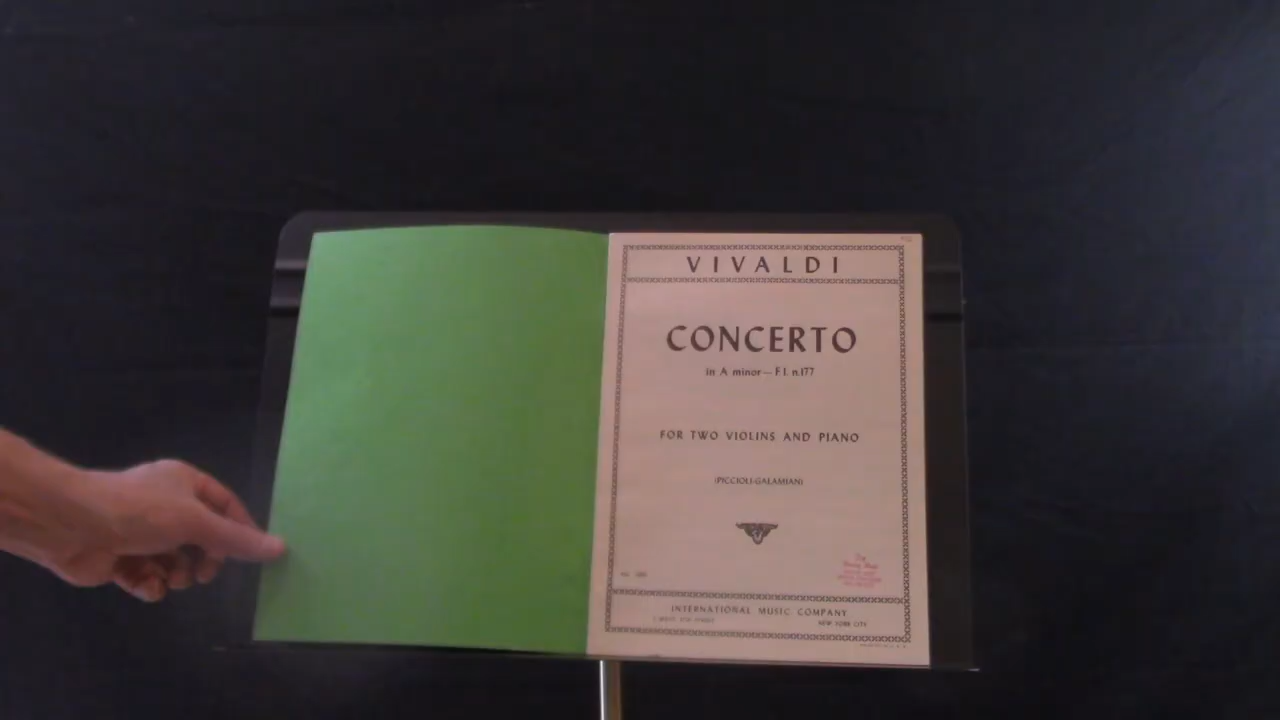 VIVALDI
CONCERTO
in A minor — F I. n.177
FOR TWO VIOLINS AND PIANO
(PICCIOLI-GALAMIAN)
INTERNATIONAL MUSIC COMPANY
NEW YORK CITY